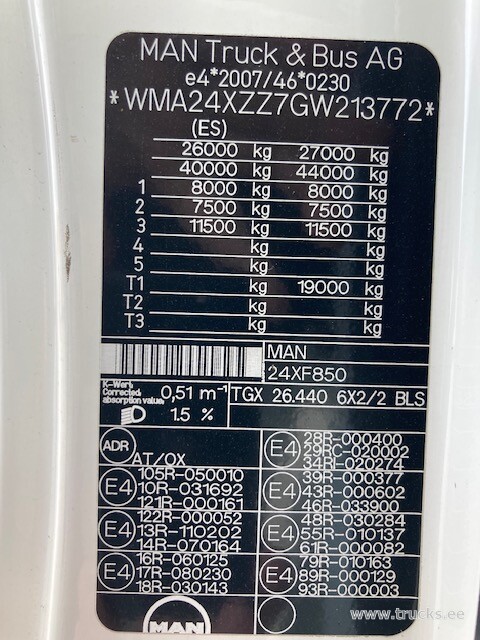 MAN Truck & Bus AG
e4*2007/46*0230
*WMA24XZZ7GW213772*
(ES)
26000 kg 27000 kg
40000 kg 44000 kg
1 8000 kg 8000 kg
2 7500 kg 7500 kg
3 11500 kg 11500 kg
4 kg kg
5 kg kg
T1 kg 19000 kg
T2 kg kg
T3 kg kg
MAN
24XF850
K-Wert:
Corrected
absorption value:
0,51 m-1
1.5 %
TGX 26.440 6X2/2 BLS
ADR
AT/OX
E4
105R-050010
10R-031692
121R-000161
E4
122R-000052
13R-110202
14R-070164
E4
16R-060125
17R-080230
18R-030143
E4
28R-000400
29RC-020002
34RI-020274
E4
39R-000377
43R-000602
46R-033900
E4
48R-030284
55R-010137
61R-000082
E4
79R-010163
89R-000129
93R-000003
MAN
www.trucks.ee